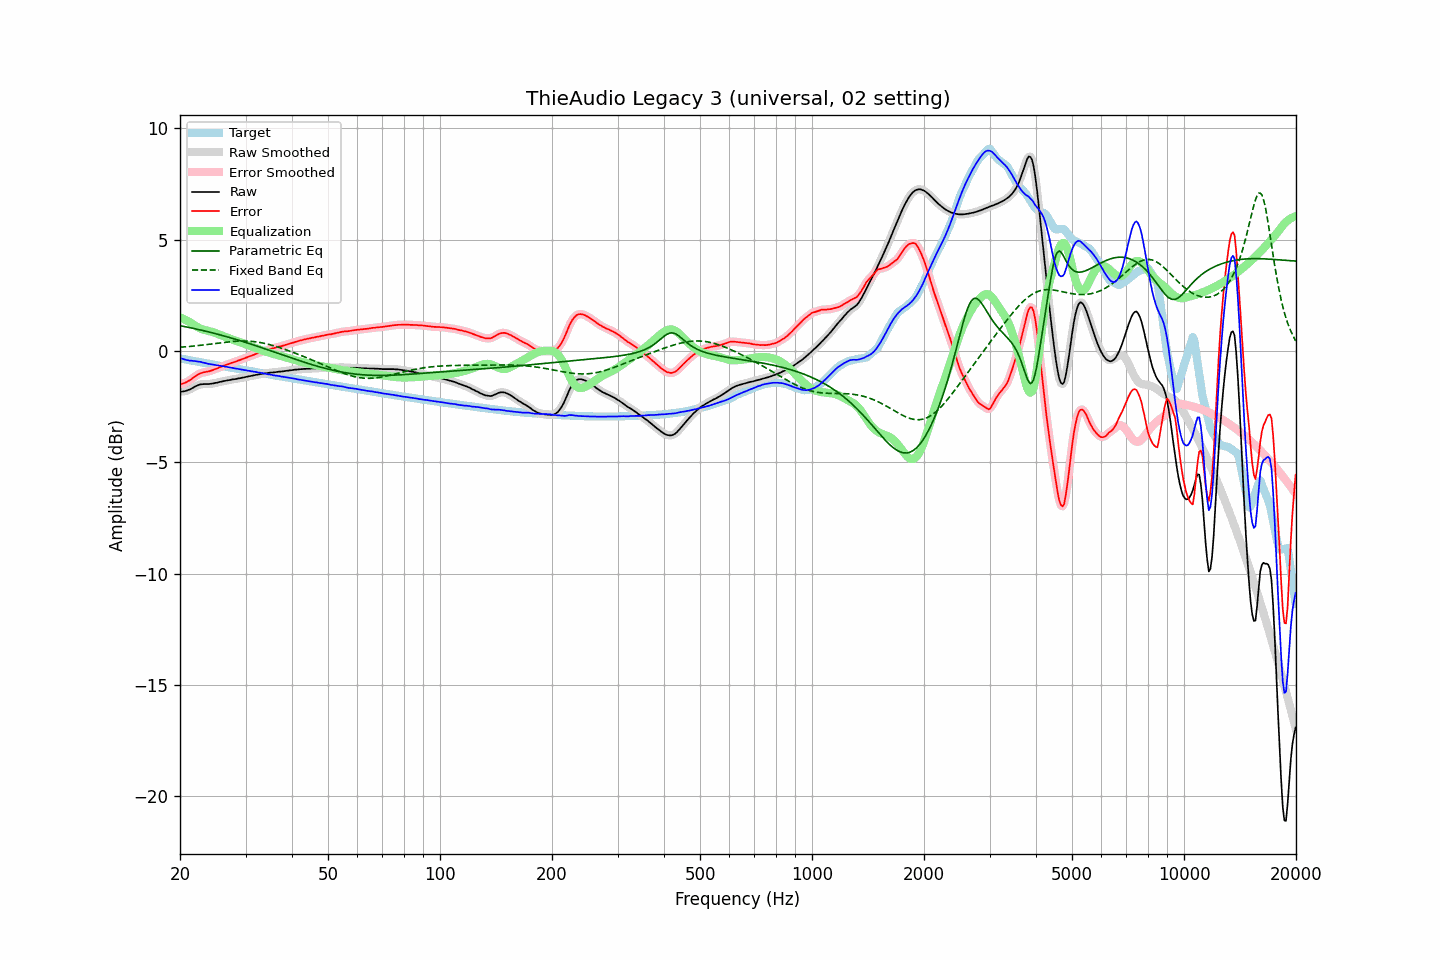 ThieAudio Legacy 3 (universal, 02 setting)
Target
Raw Smoothed
Error Smoothed
Raw
Error
Equalization
Parametric Eq
Fixed Band Eq
Equalized
Amplitude (dBr)
10
5
0
−5
−10
−15
−20
20 50 100 200 500 1000 2000 5000 10000 20000
Frequency (Hz)